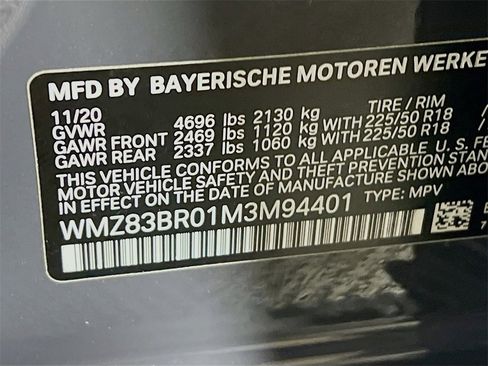 MFD BY BAYERISCHE MOTOREN WERKE
11/20 TIRE / RIM
GVWR 4696 lbs 2130 kg
GAWR FRONT 2469 lbs 1120 kg WITH 225/50 R18
GAWR REAR 2337 lbs 1060 kg WITH 225/50 R18
THIS VEHICLE CONFORMS TO ALL APPLICABLE U.S. FE
MOTOR VEHICLE SAFETY AND THEFT PREVENTION STAN
IN EFFECT ON THE DATE OF MANUFACTURE SHOWN ABO
WMZ83BR01M3M94401 TYPE: MPV
7